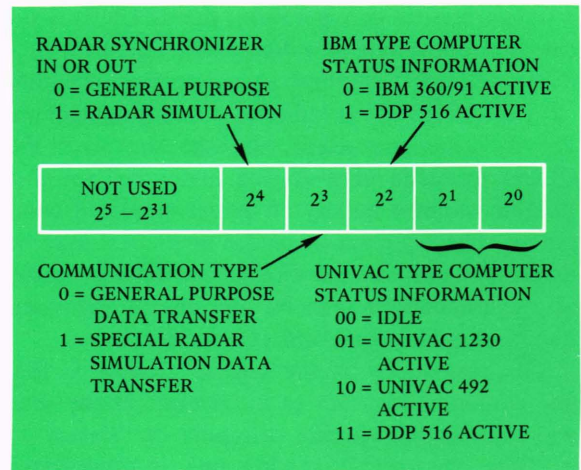 RADAR SYNCHRONIZER
IN OR OUT
0 = GENERAL PURPOSE
1 = RADAR SIMULATION
IBM TYPE COMPUTER
STATUS INFORMATION
0 = IBM 360/91 ACTIVE
1 = DDP 516 ACTIVE
NOT USED
2⁵ – 2³¹
2⁴
2³
2²
2¹
2⁰
COMMUNICATION TYPE
0 = GENERAL PURPOSE
DATA TRANSFER
1 = SPECIAL RADAR
SIMULATION DATA
TRANSFER
UNIVAC TYPE COMPUTER
STATUS INFORMATION
00 = IDLE
01 = UNIVAC 1230
ACTIVE
10 = UNIVAC 492
ACTIVE
11 = DDP 516 ACTIVE